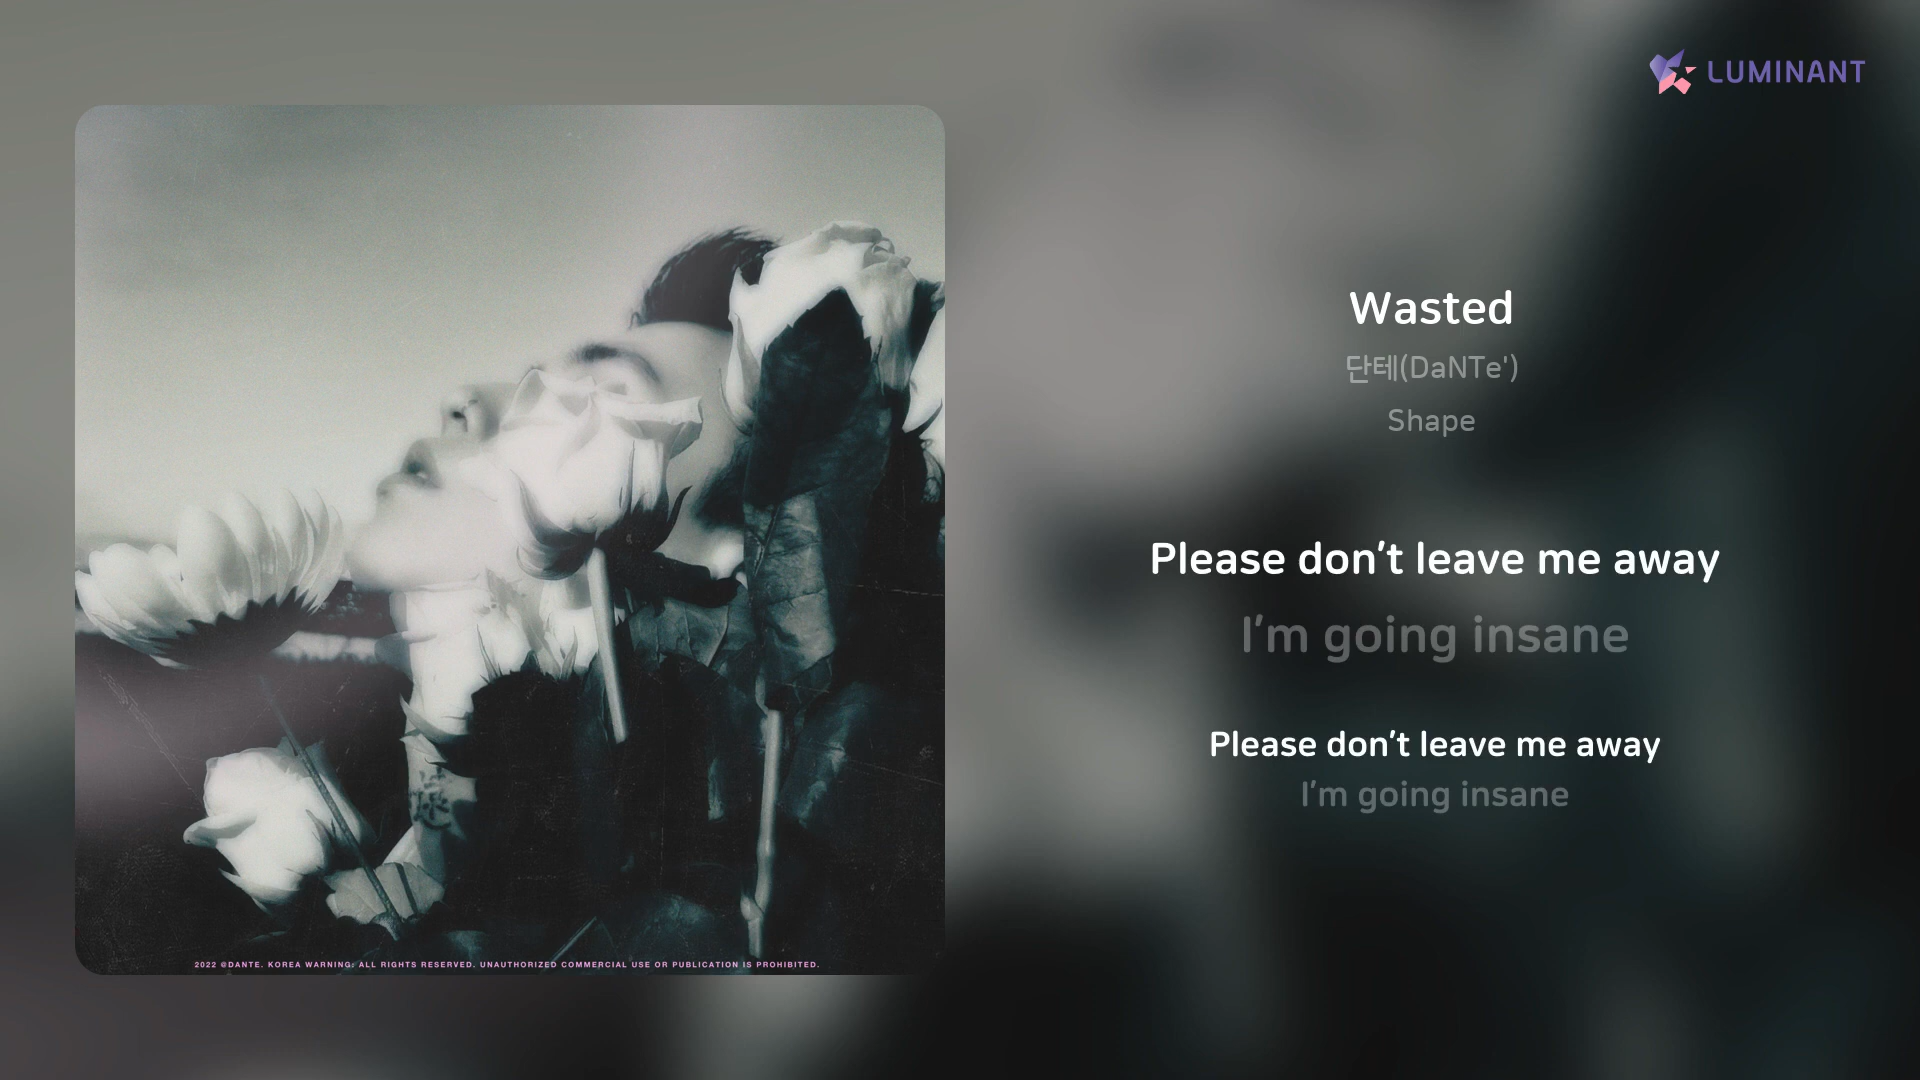 LUMINANT
Wasted
단테(DaNTe')
Shape
Please don't leave me away
I'm going insane
Please don't leave me away
I'm going insane
2022 @DANTE. KOREA WARNING: ALL RIGHTS RESERVED. UNAUTHORIZED COMMERCIAL USE OR PUBLICATION IS PROHIBITED.